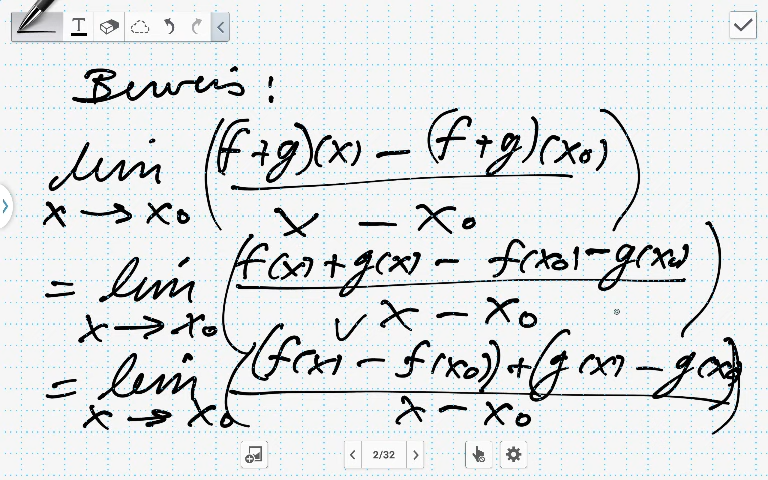 T
Beweis:
lim ((f+g)(x) - (f+g)(x₀))
x → x₀ x - x₀
= lim (f(x) + g(x) - f(x₀) - g(x₀))
x → x₀ x - x₀
= lim ((f(x) - f(x₀)) + (g(x) - g(x₀)))
x → x₀ x - x₀
2/32